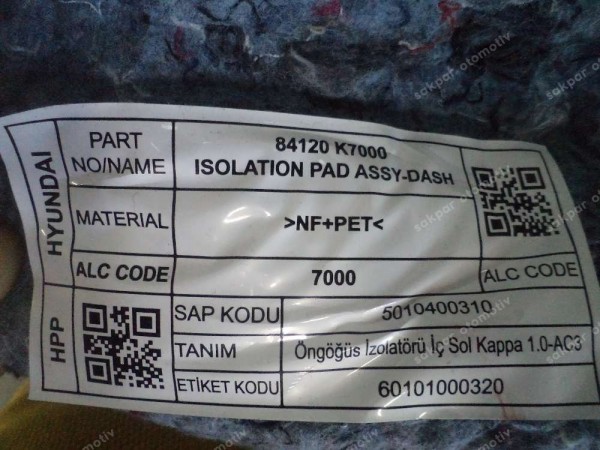 HYUNDAI
PART NO/NAME
84120 K7000
ISOLATION PAD ASSY-DASH
MATERIAL
>NF+PET<
ALC CODE
7000
ALC CODE
HPP
SAP KODU
5010400310
TANIM
Öngöğüs Izolatörü İç Sol Kappa 1.0-AC3
ETİKET KODU
60101000320
sakpar otomotiv